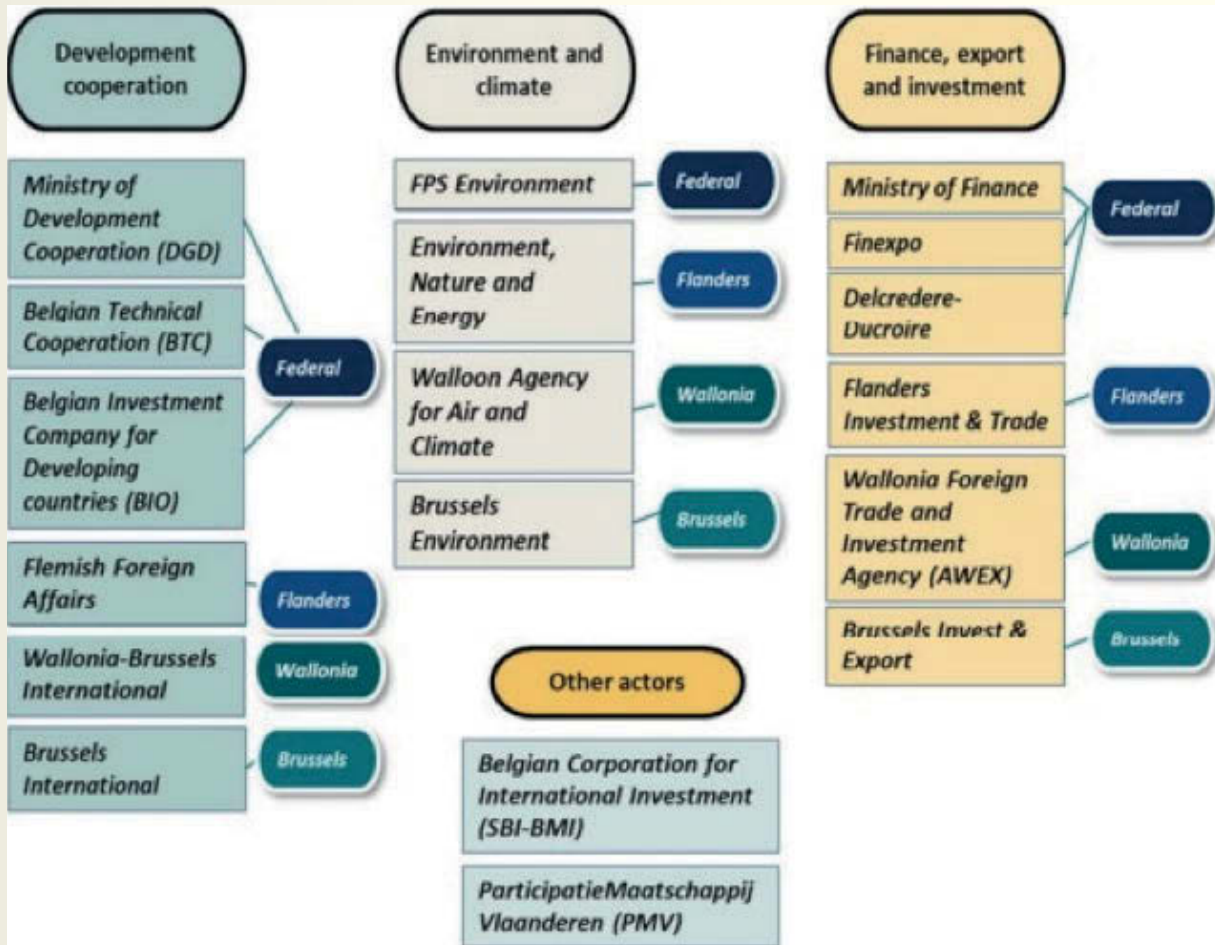 Development
cooperation
Ministry of
Development
Cooperation (DGD)
Belgian Technical
Cooperation (BTC)
Belgian Investment
Company for
Developing
countries (BIO)
Federal
Flemish Foreign
Affairs
Flanders
Wallonia-Brussels
International
Wallonia
Brussels
International
Brussels
Environment and
climate
FPS Environment
Federal
Environment,
Nature and
Energy
Flanders
Walloon Agency
for Air and
Climate
Wallonia
Brussels
Environment
Brussels
Finance, export
and investment
Ministry of Finance
Finexpo
Delcredere-
Ducroire
Federal
Flanders
Investment & Trade
Flanders
Wallonia Foreign
Trade and
Investment
Agency (AWEX)
Wallonia
Brussels Invest &
Export
Brussels
Other actors
Belgian Corporation for
International Investment
(SBI-BMI)
ParticipatieMaatschappij
Vlaanderen (PMV)